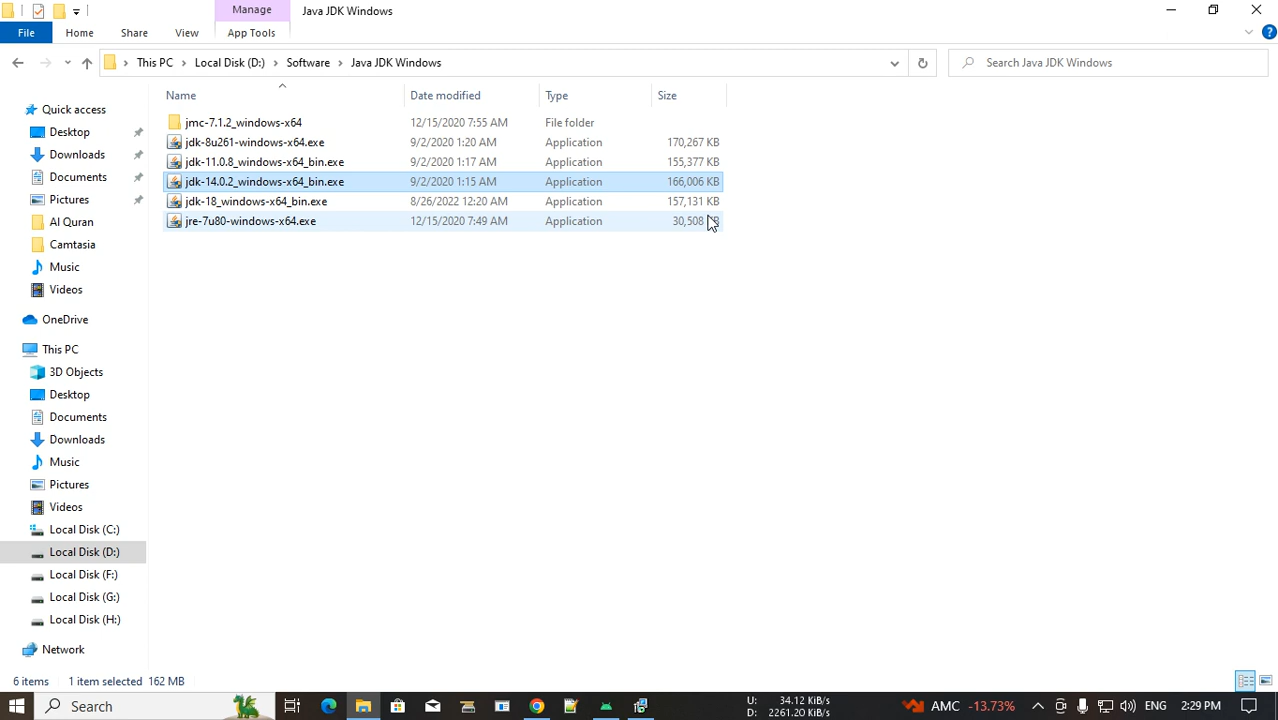 Manage
Java JDK Windows
File
Home
Share
View
App Tools
This PC
Local Disk (D:)
Software
Java JDK Windows
Search Java JDK Windows
Name
Date modified
Type
Size
jmc-7.1.2_windows-x64
12/15/2020 7:55 AM
File folder
jdk-8u261-windows-x64.exe
9/2/2020 1:20 AM
Application
170,267 KB
jdk-11.0.8_windows-x64_bin.exe
9/2/2020 1:17 AM
Application
155,377 KB
jdk-14.0.2_windows-x64_bin.exe
9/2/2020 1:15 AM
Application
166,006 KB
jdk-18_windows-x64_bin.exe
8/26/2022 12:20 AM
Application
157,131 KB
jre-7u80-windows-x64.exe
12/15/2020 7:49 AM
Application
30,508 KB
Quick access
Desktop
Downloads
Documents
Pictures
Al Quran
Camtasia
Music
Videos
OneDrive
This PC
3D Objects
Desktop
Documents
Downloads
Music
Pictures
Videos
Local Disk (C:)
Local Disk (D:)
Local Disk (F:)
Local Disk (G:)
Local Disk (H:)
Network
6 items
1 item selected 162 MB
Search
U: 34.12 KiB/s
D: 2261.20 KiB/s
AMC -13.73%
ENG
2:29 PM